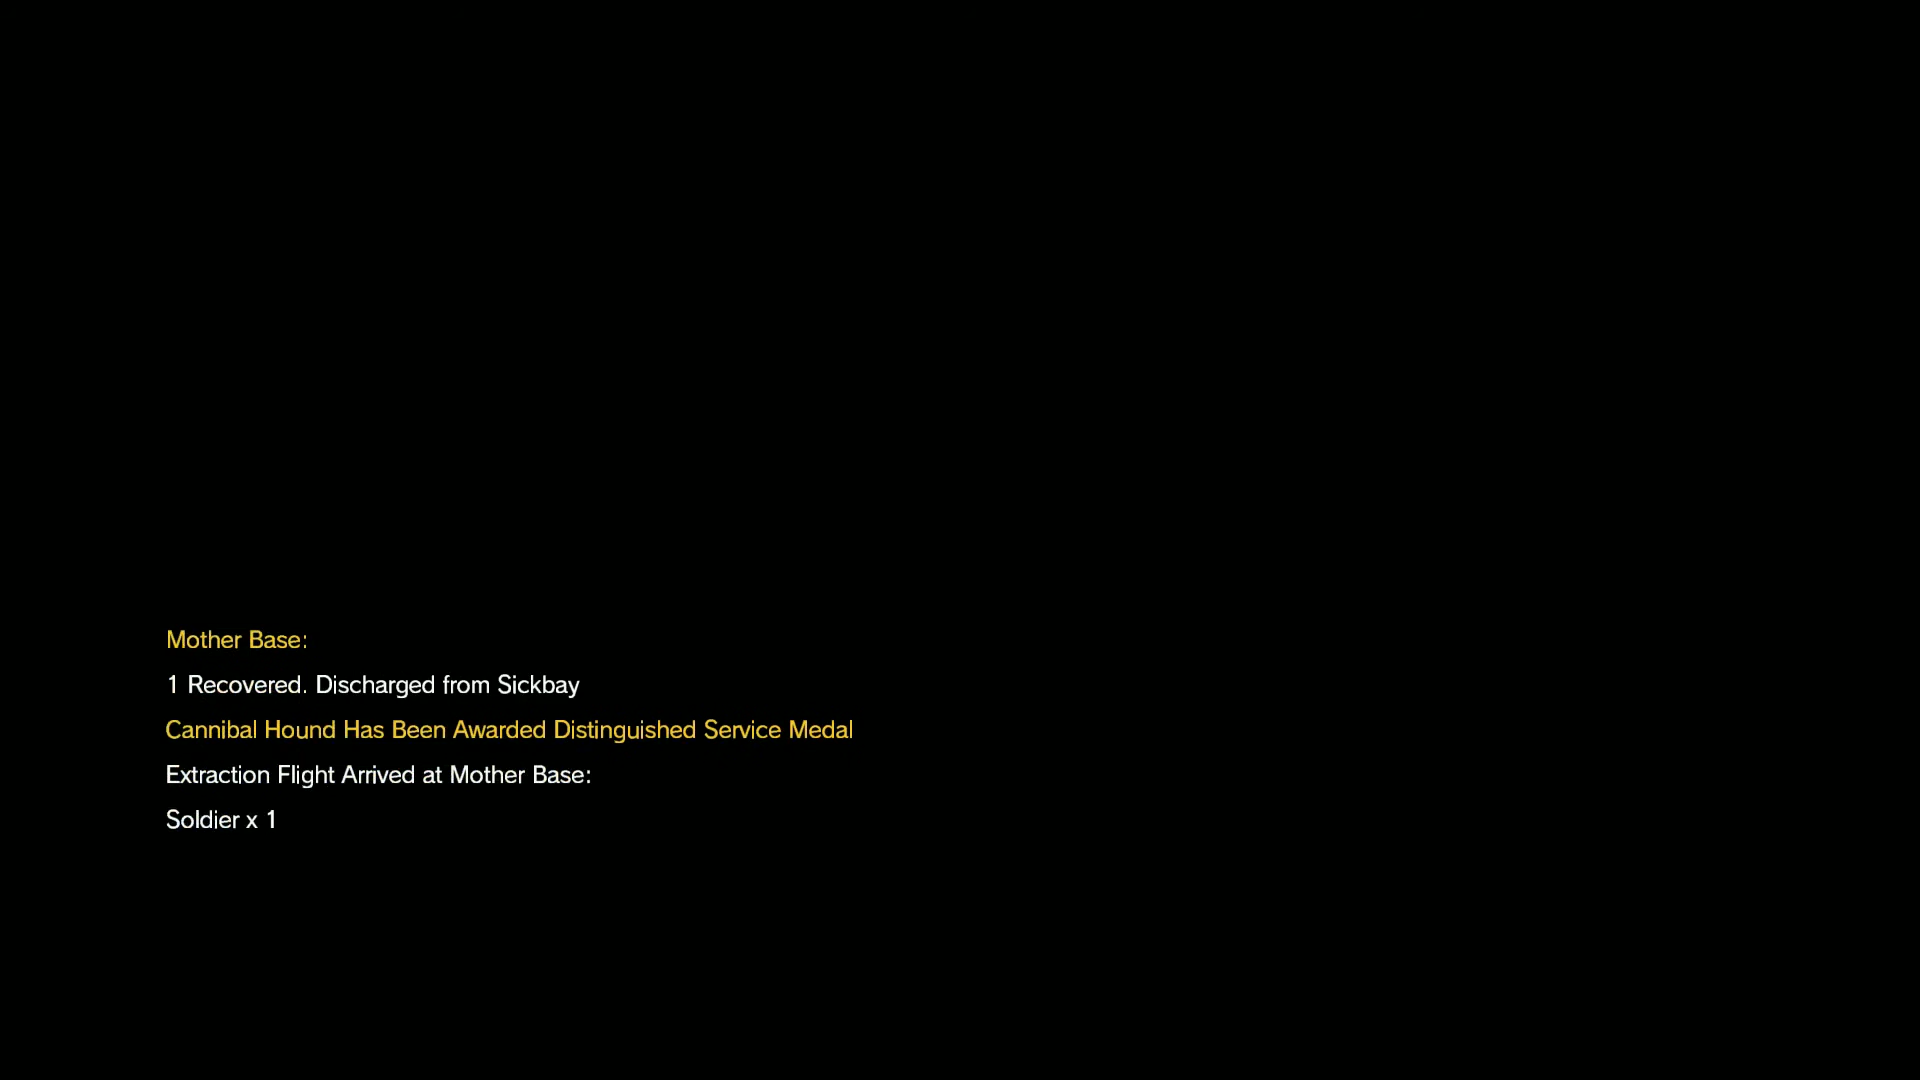 Mother Base:
1 Recovered. Discharged from Sickbay
Cannibal Hound Has Been Awarded Distinguished Service Medal
Extraction Flight Arrived at Mother Base:
Soldier x 1